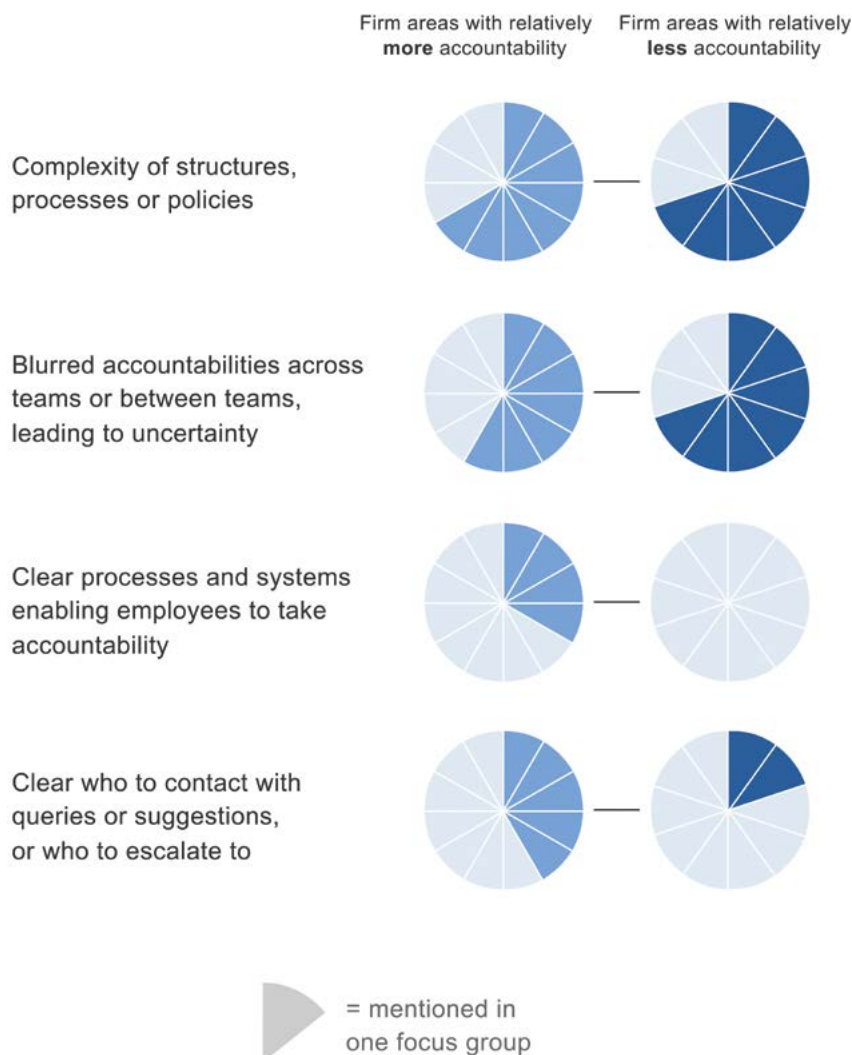 Firm areas with relatively
more accountability
Firm areas with relatively
less accountability
Complexity of structures,
processes or policies
Blurred accountabilities across
teams or between teams,
leading to uncertainty
Clear processes and systems
enabling employees to take
accountability
Clear who to contact with
queries or suggestions,
or who to escalate to
= mentioned in
one focus group